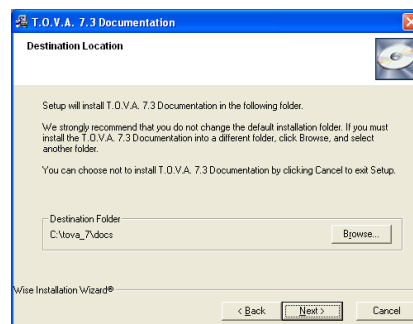 T.O.V.A. 7.3 Documentation
Destination Location
Setup will install T.O.V.A. 7.3 Documentation in the following folder.
We strongly recommend that you do not change the default installation folder. If you must
install the T.O.V.A. 7.3 Documentation into a different folder, click Browse, and select
another folder.
You can choose not to install T.O.V.A. 7.3 Documentation by clicking Cancel to exit Setup.
Destination Folder
C:\tova_7\docs
Browse...
Wise Installation Wizard®
< Back
Next >
Cancel